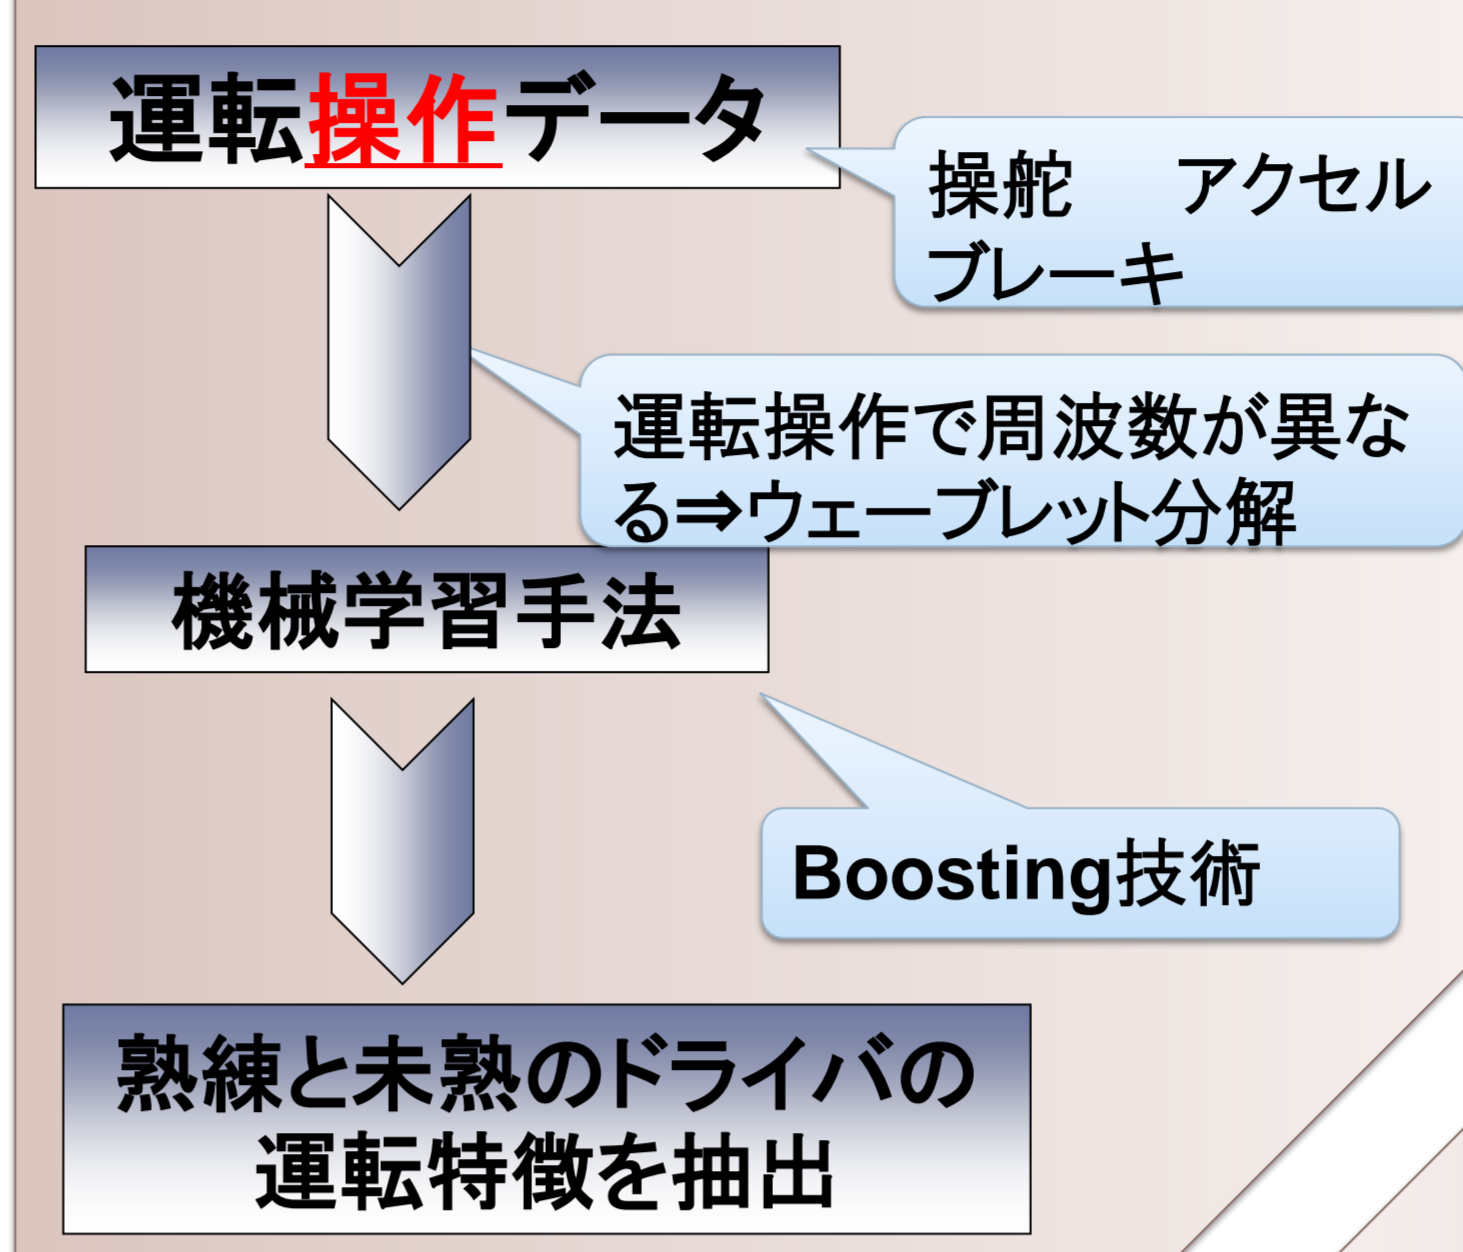 運転操作データ
操舵　アクセル
ブレーキ
運転操作で周波数が異な
る⇒ウェーブレット分解
機械学習手法
Boosting技術
熟練と未熟のドライバの
運転特徴を抽出